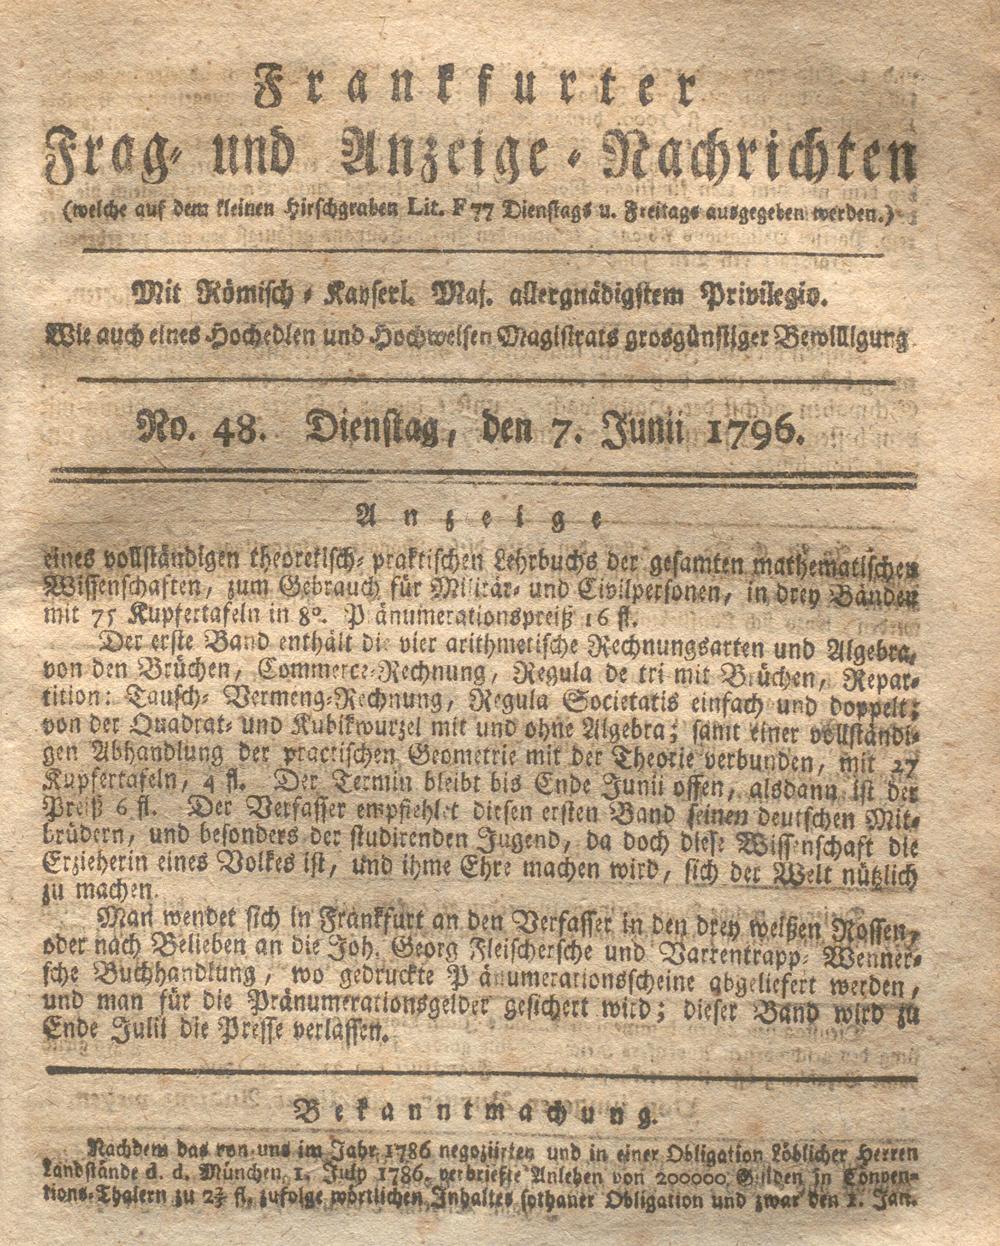 Frankfurter
Frag- und Anzeige-Nachrichten
(welche auf dem kleinen Hirschgraben Lit. F 77 Dienstags u. Freitags ausgegeben werden.)
Mit Römisch-Kayserl. Maj. allergnädigstem Privilegio.
Wie auch eines Hochedlen und Hochweisen Magistrats grosgünstiger Bewilligung
No. 48. Dienstag, den 7. Junii 1796.
Anzeige
eines vollständigen theoretisch-praktischen Lehrbuchs der gesamten mathematischen
Wissenschaften, zum Gebrauch für Militär- und Civilpersonen, in drey Bänden
mit 75 Kupfertafeln in 8o. P änumerationspreiß 16 fl.
Der erste Band enthält die vier arithmetische Rechnungsarten und Algebra,
von den Brüchen, Commerce-Rechnung, Regula de tri mit Brüchen, Repar-
tition: Tausch- Vermeng-Rechnung, Regula Societatis einfach und doppelt;
von der Quadrat- und Kubikwurzel mit und ohne Algebra; samt einer vollständi-
gen Abhandlung der practischen Geometrie mit der Theorie verbunden, mit 27
Kupfertafeln, 4 fl. Der Termin bleibt bis Ende Junii offen, alsdann ist der
Preiß 6 fl. Der Verfasser empfiehlet diesen ersten Band seinen deutschen Mit-
brüdern, und besonders der studirenden Jugend, da doch diese Wissenschaft die
Erzieherin eines Volkes ist, und ihme Ehre machen wird, sich der Welt nützlich
zu machen.
Man wendet sich in Frankfurt an den Verfasser in den drey weißen Rossen,
oder nach Belieben an die Joh. Georg Fleischersche und Varrentrapp- Wenner-
sche Buchhandlung, wo gedruckte P änumerationsscheine abgeliefert werden,
und man für die Pränumerationsgelder gesichert wird; dieser Band wird zu
Ende Julii die Presse verlassen.
Bekanntmachung.
Nachdem das von uns im Jahr 1786 negoziirten und in einer Obligation Löblicher Herren
Landstände d. d. München, 1. July 1786. verbriefte Anlehen von 200000 Gulden in Conven-
tions-Thalern zu 2⅖ fl. zufolge wörtlichen Inhaltes sothaner Obligation und zwar den 1. Jan.